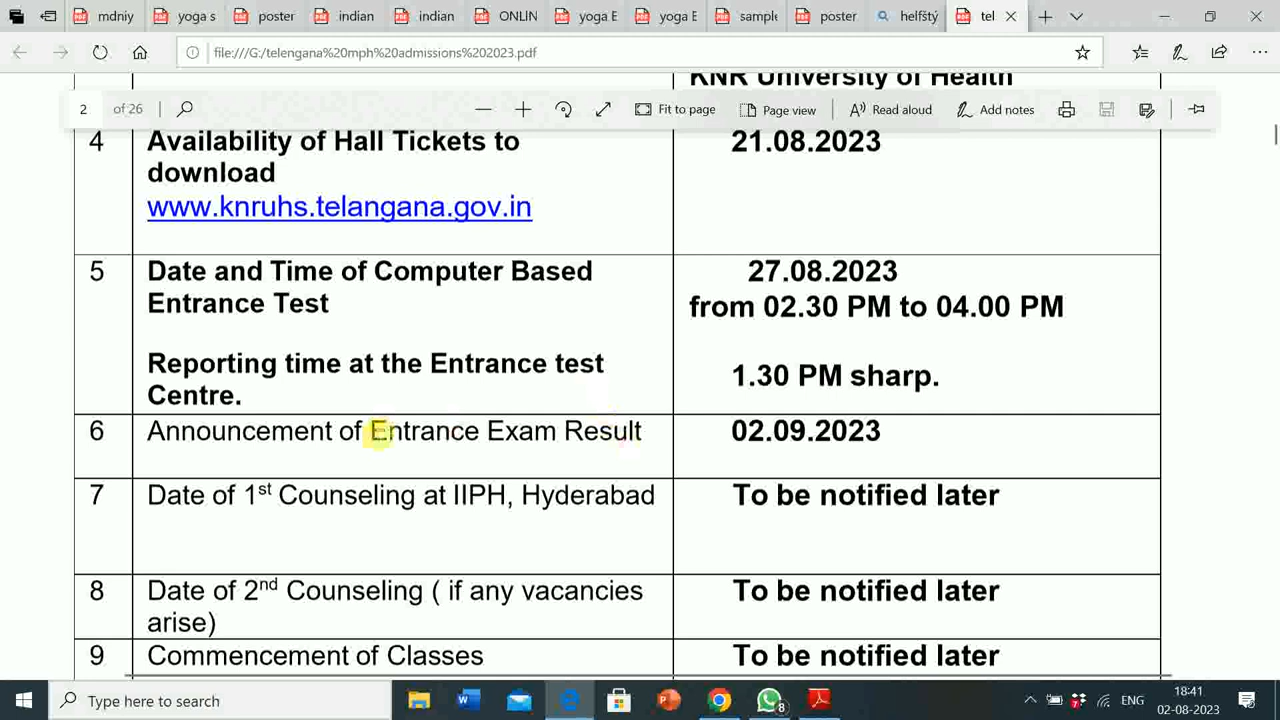 mdniy
yoga s
poster
indian
indian
ONLIN
yoga E
yoga E
sampl
poster
helfštý
tel
file:///G:/telengana%20mph%20admissions%202023.pdf
KNR University of Health
2 of 26
Fit to page
Page view
Read aloud
Add notes
4 Availability of Hall Tickets to 21.08.2023
download
www.knruhs.telangana.gov.in
5 Date and Time of Computer Based 27.08.2023
Entrance Test from 02.30 PM to 04.00 PM
Reporting time at the Entrance test 1.30 PM sharp.
Centre.
6 Announcement of Entrance Exam Result 02.09.2023
7 Date of 1st Counseling at IIPH, Hyderabad To be notified later
8 Date of 2nd Counseling ( if any vacancies To be notified later
arise)
9 Commencement of Classes To be notified later
Type here to search
8
ENG
18:41
02-08-2023